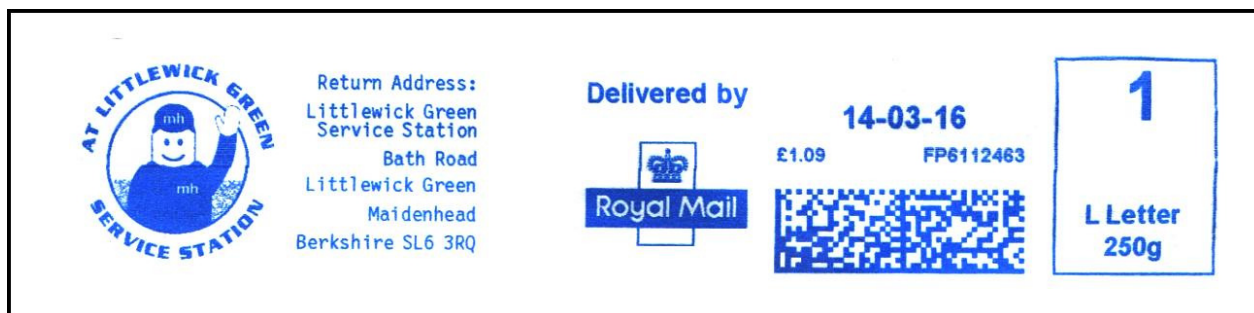 AT LITTLEWICK GREEN
mh
mh
SERVICE STATION
Return Address:
Littlewick Green
Service Station
Bath Road
Littlewick Green
Maidenhead
Berkshire SL6 3RQ
Delivered by
Royal Mail
14-03-16
£1.09 FP6112463
1
L Letter
250g